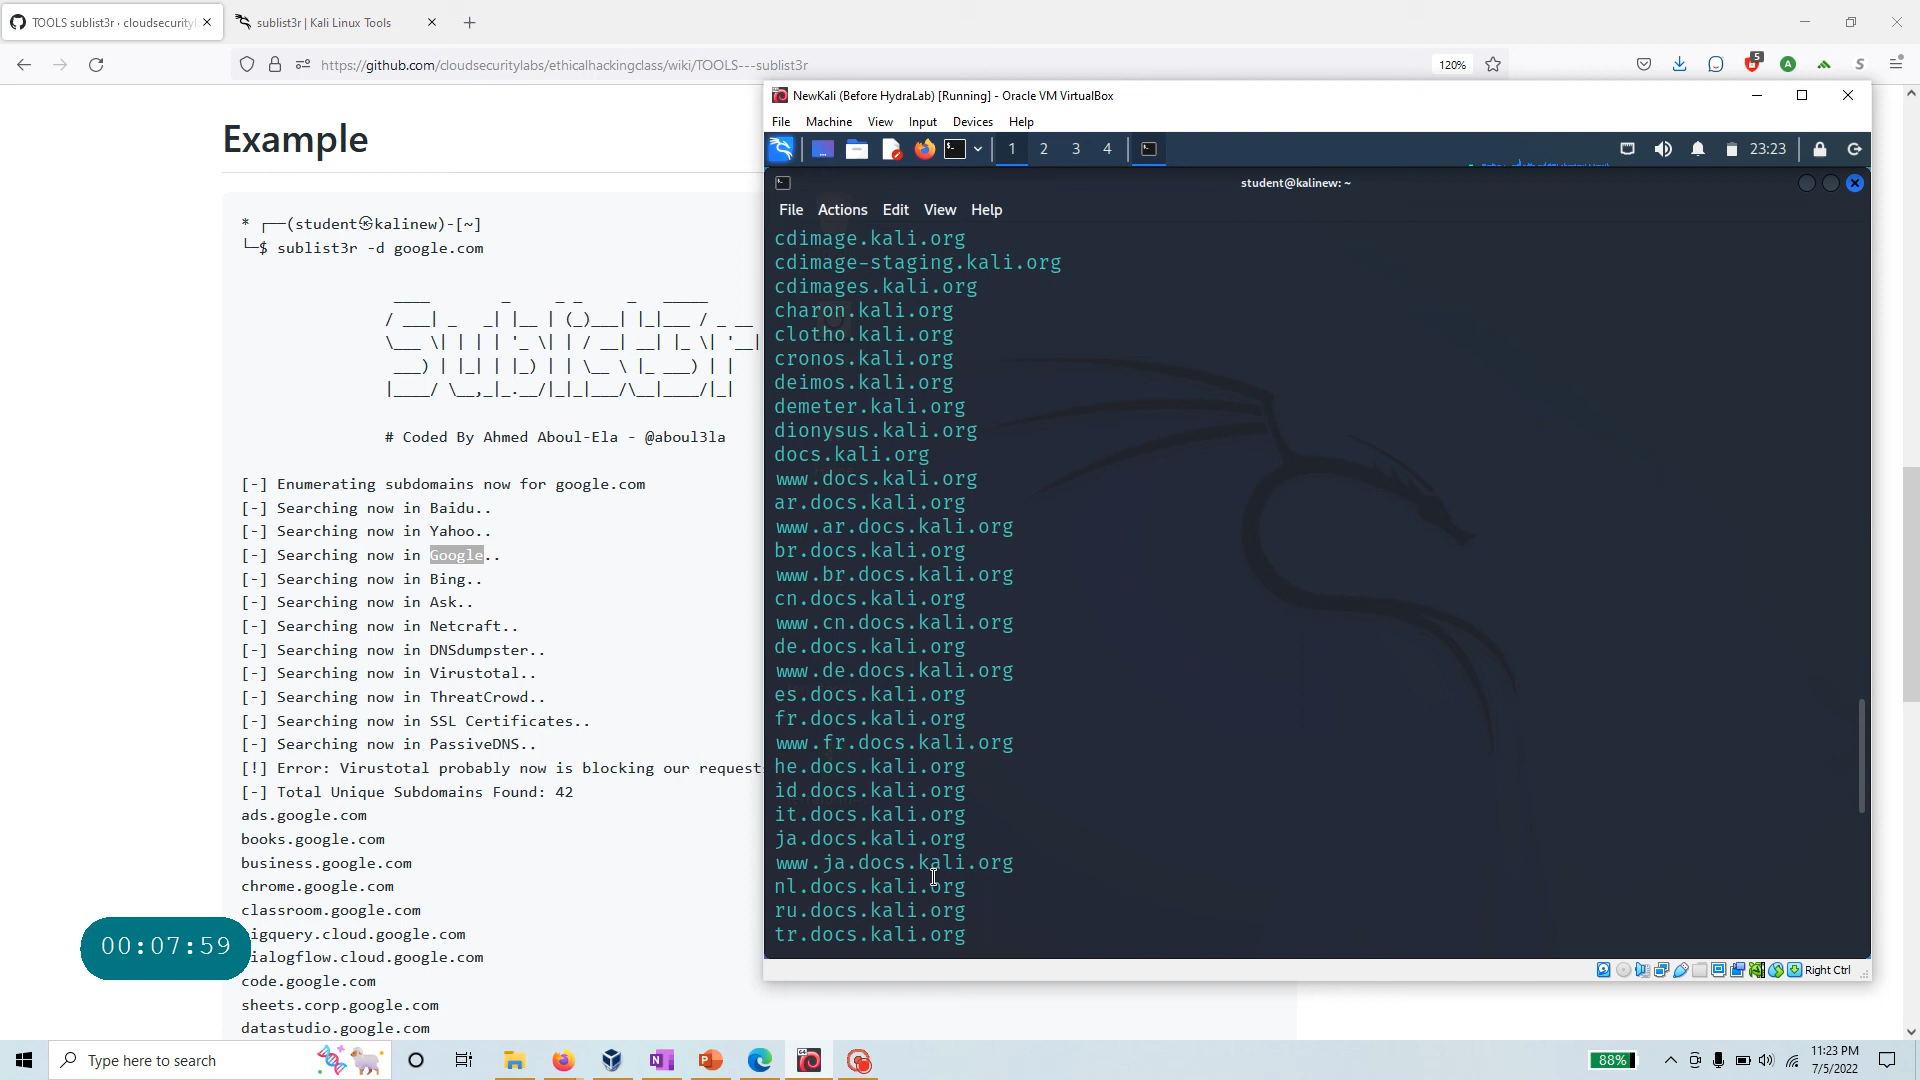 TOOLS sublist3r · cloudsecurityl
sublist3r | Kali Linux Tools
https://github.com/cloudsecuritylabs/ethicalhackingclass/wiki/TOOLS---sublist3r
120%
5
A
S
Example
* ┌──(student㉿kalinew)-[~]
└─$ sublist3r -d google.com
# Coded By Ahmed Aboul-Ela - @aboul3la
[-] Enumerating subdomains now for google.com
[-] Searching now in Baidu..
[-] Searching now in Yahoo..
[-] Searching now in Google..
[-] Searching now in Bing..
[-] Searching now in Ask..
[-] Searching now in Netcraft..
[-] Searching now in DNSdumpster..
[-] Searching now in Virustotal..
[-] Searching now in ThreatCrowd..
[-] Searching now in SSL Certificates..
[-] Searching now in PassiveDNS..
[!] Error: Virustotal probably now is blocking our request
[-] Total Unique Subdomains Found: 42
ads.google.com
books.google.com
business.google.com
chrome.google.com
classroom.google.com
igquery.cloud.google.com
ialogflow.cloud.google.com
code.google.com
sheets.corp.google.com
datastudio.google.com
00:07:59
NewKali (Before HydraLab) [Running] - Oracle VM VirtualBox
File Machine View Input Devices Help
1 2 3 4
23:23
student@kalinew: ~
File Actions Edit View Help
cdimage.kali.org
cdimage-staging.kali.org
cdimages.kali.org
charon.kali.org
clotho.kali.org
cronos.kali.org
deimos.kali.org
demeter.kali.org
dionysus.kali.org
docs.kali.org
www.docs.kali.org
ar.docs.kali.org
www.ar.docs.kali.org
br.docs.kali.org
www.br.docs.kali.org
cn.docs.kali.org
www.cn.docs.kali.org
de.docs.kali.org
www.de.docs.kali.org
es.docs.kali.org
fr.docs.kali.org
www.fr.docs.kali.org
he.docs.kali.org
id.docs.kali.org
it.docs.kali.org
ja.docs.kali.org
www.ja.docs.kali.org
nl.docs.kali.org
ru.docs.kali.org
tr.docs.kali.org
Right Ctrl
Type here to search
88%
11:23 PM
7/5/2022